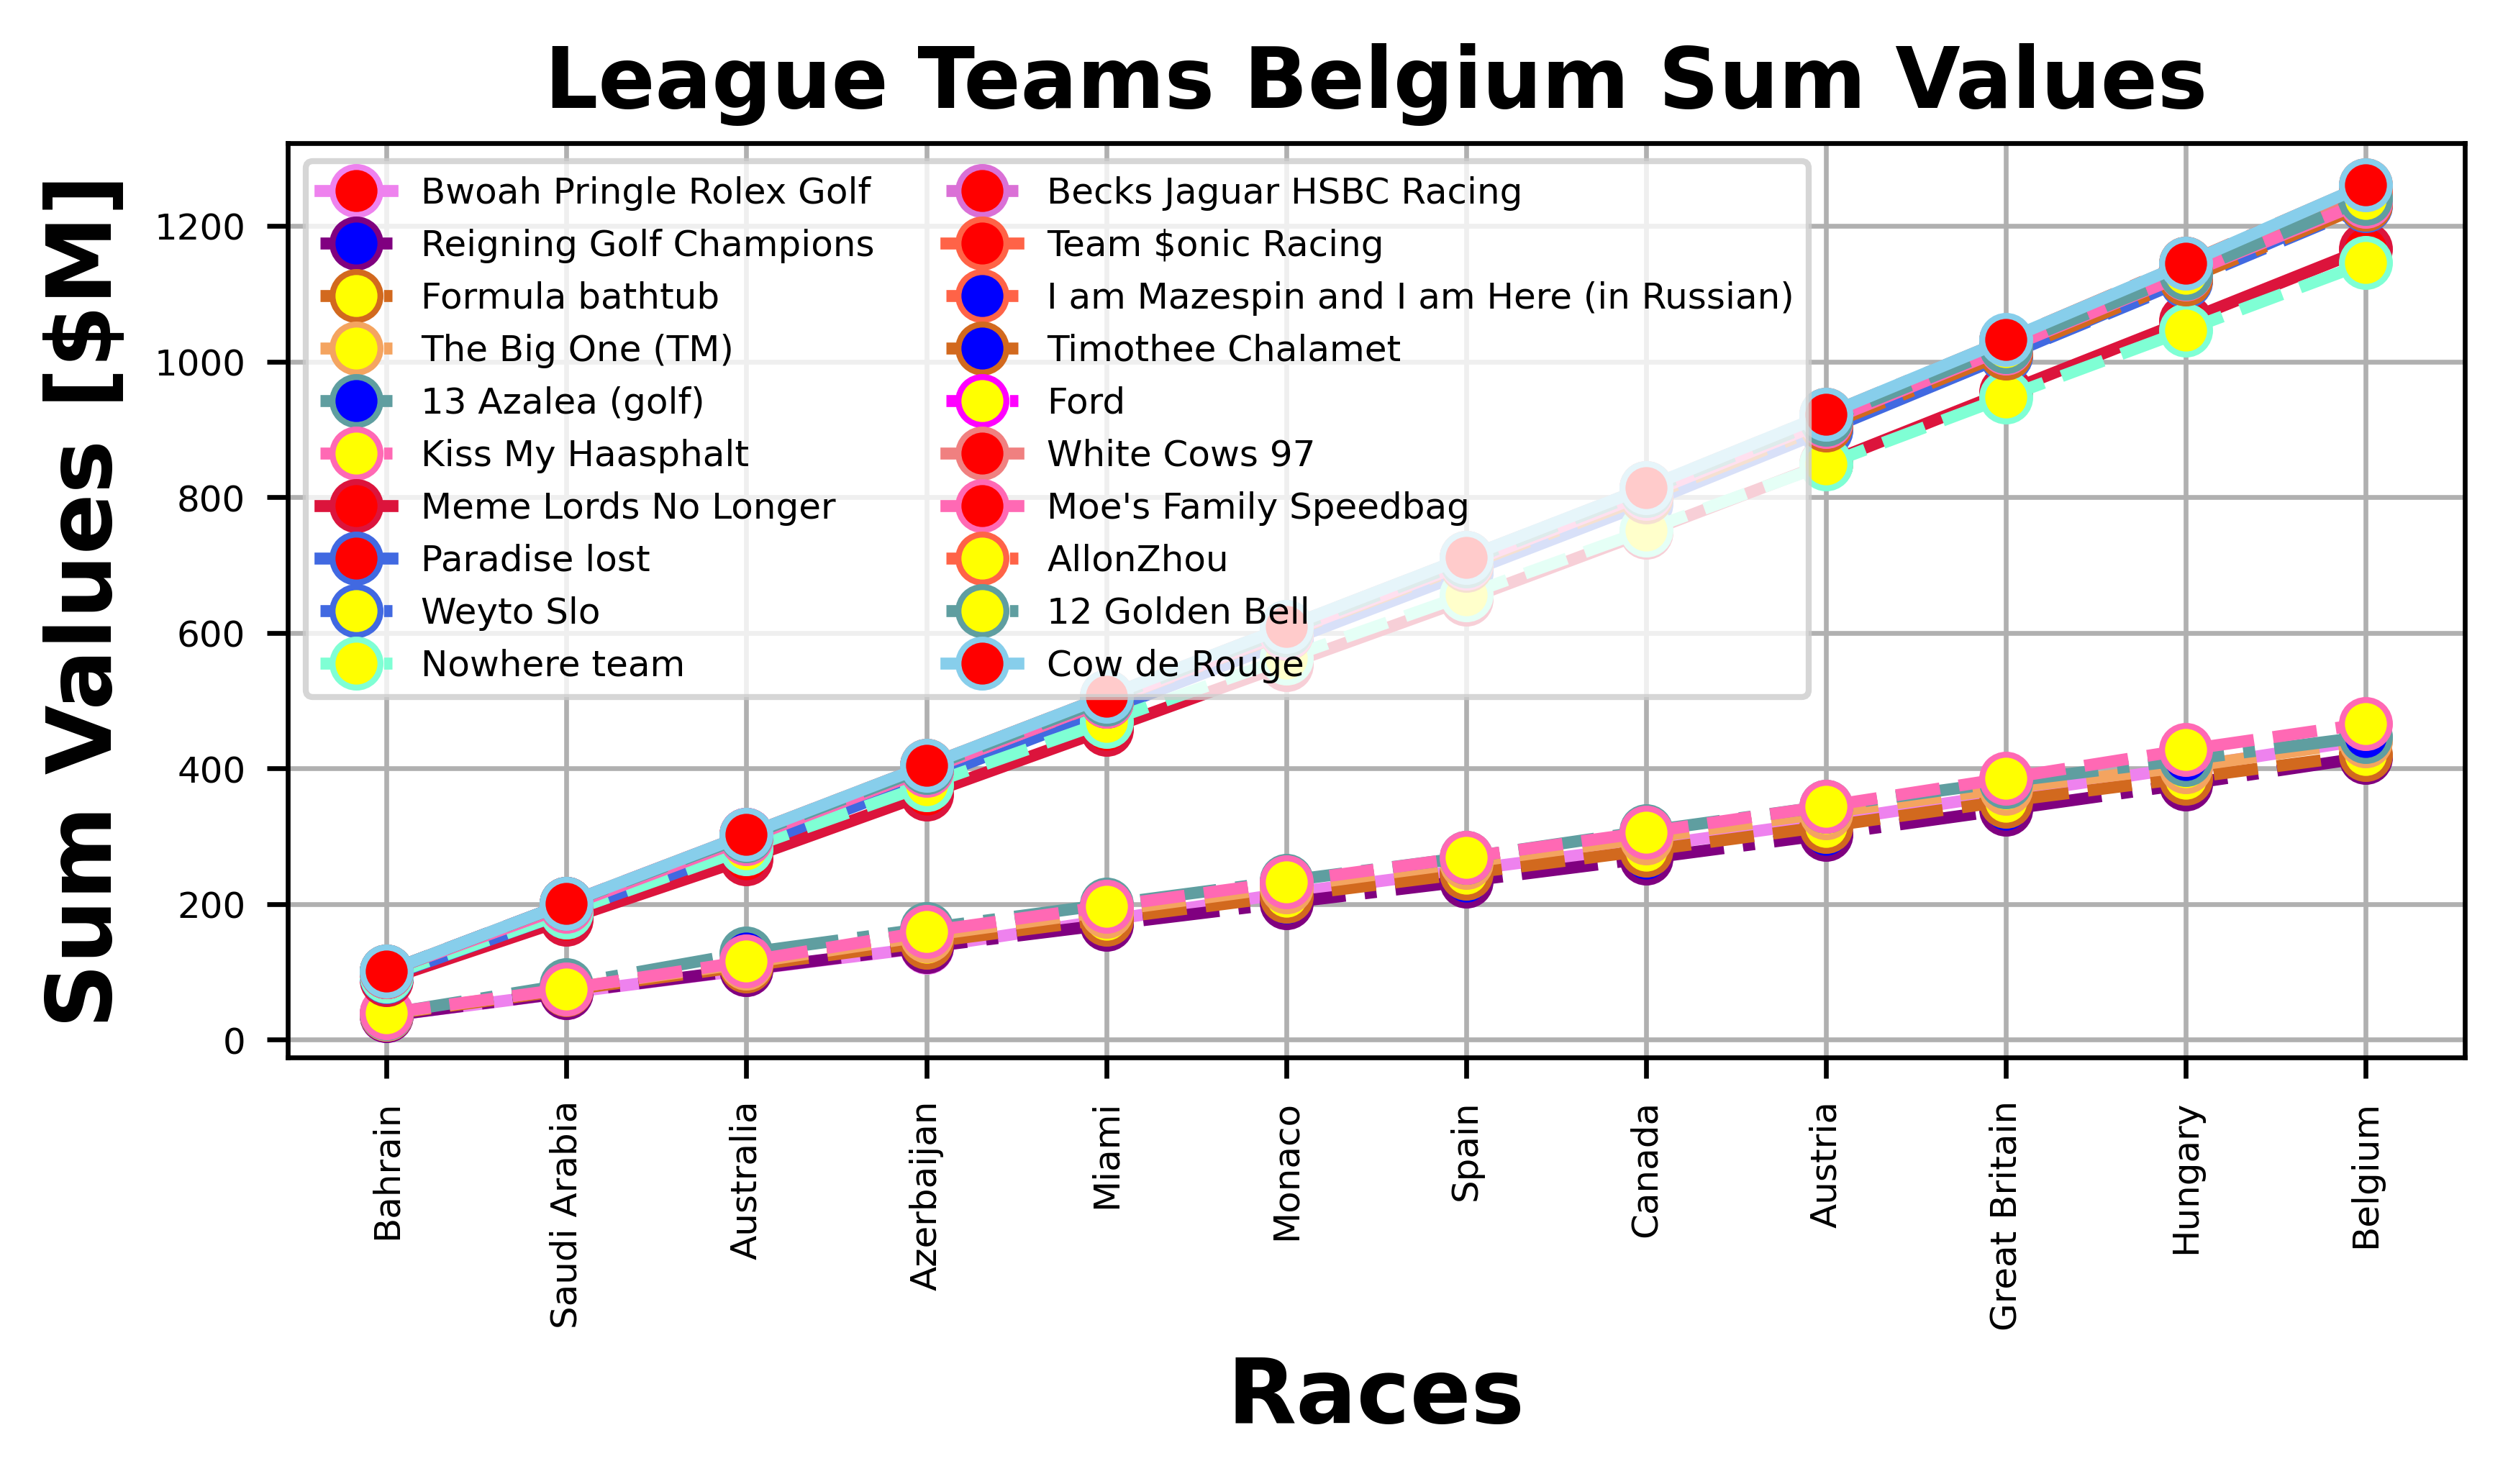 League Teams Belgium Sum Values
Sum Values [$M]
1200
1000
800
600
400
200
0
Bwoah Pringle Rolex Golf
Reigning Golf Champions
Formula bathtub
The Big One (TM)
13 Azalea (golf)
Kiss My Haasphalt
Meme Lords No Longer
Paradise lost
Weyto Slo
Nowhere team
Becks Jaguar HSBC Racing
Team $onic Racing
I am Mazespin and I am Here (in Russian)
Timothee Chalamet
Ford
White Cows 97
Moe's Family Speedbag
AllonZhou
12 Golden Bell
Cow de Rouge
Bahrain
Saudi Arabia
Australia
Azerbaijan
Miami
Monaco
Spain
Canada
Austria
Great Britain
Hungary
Belgium
Races